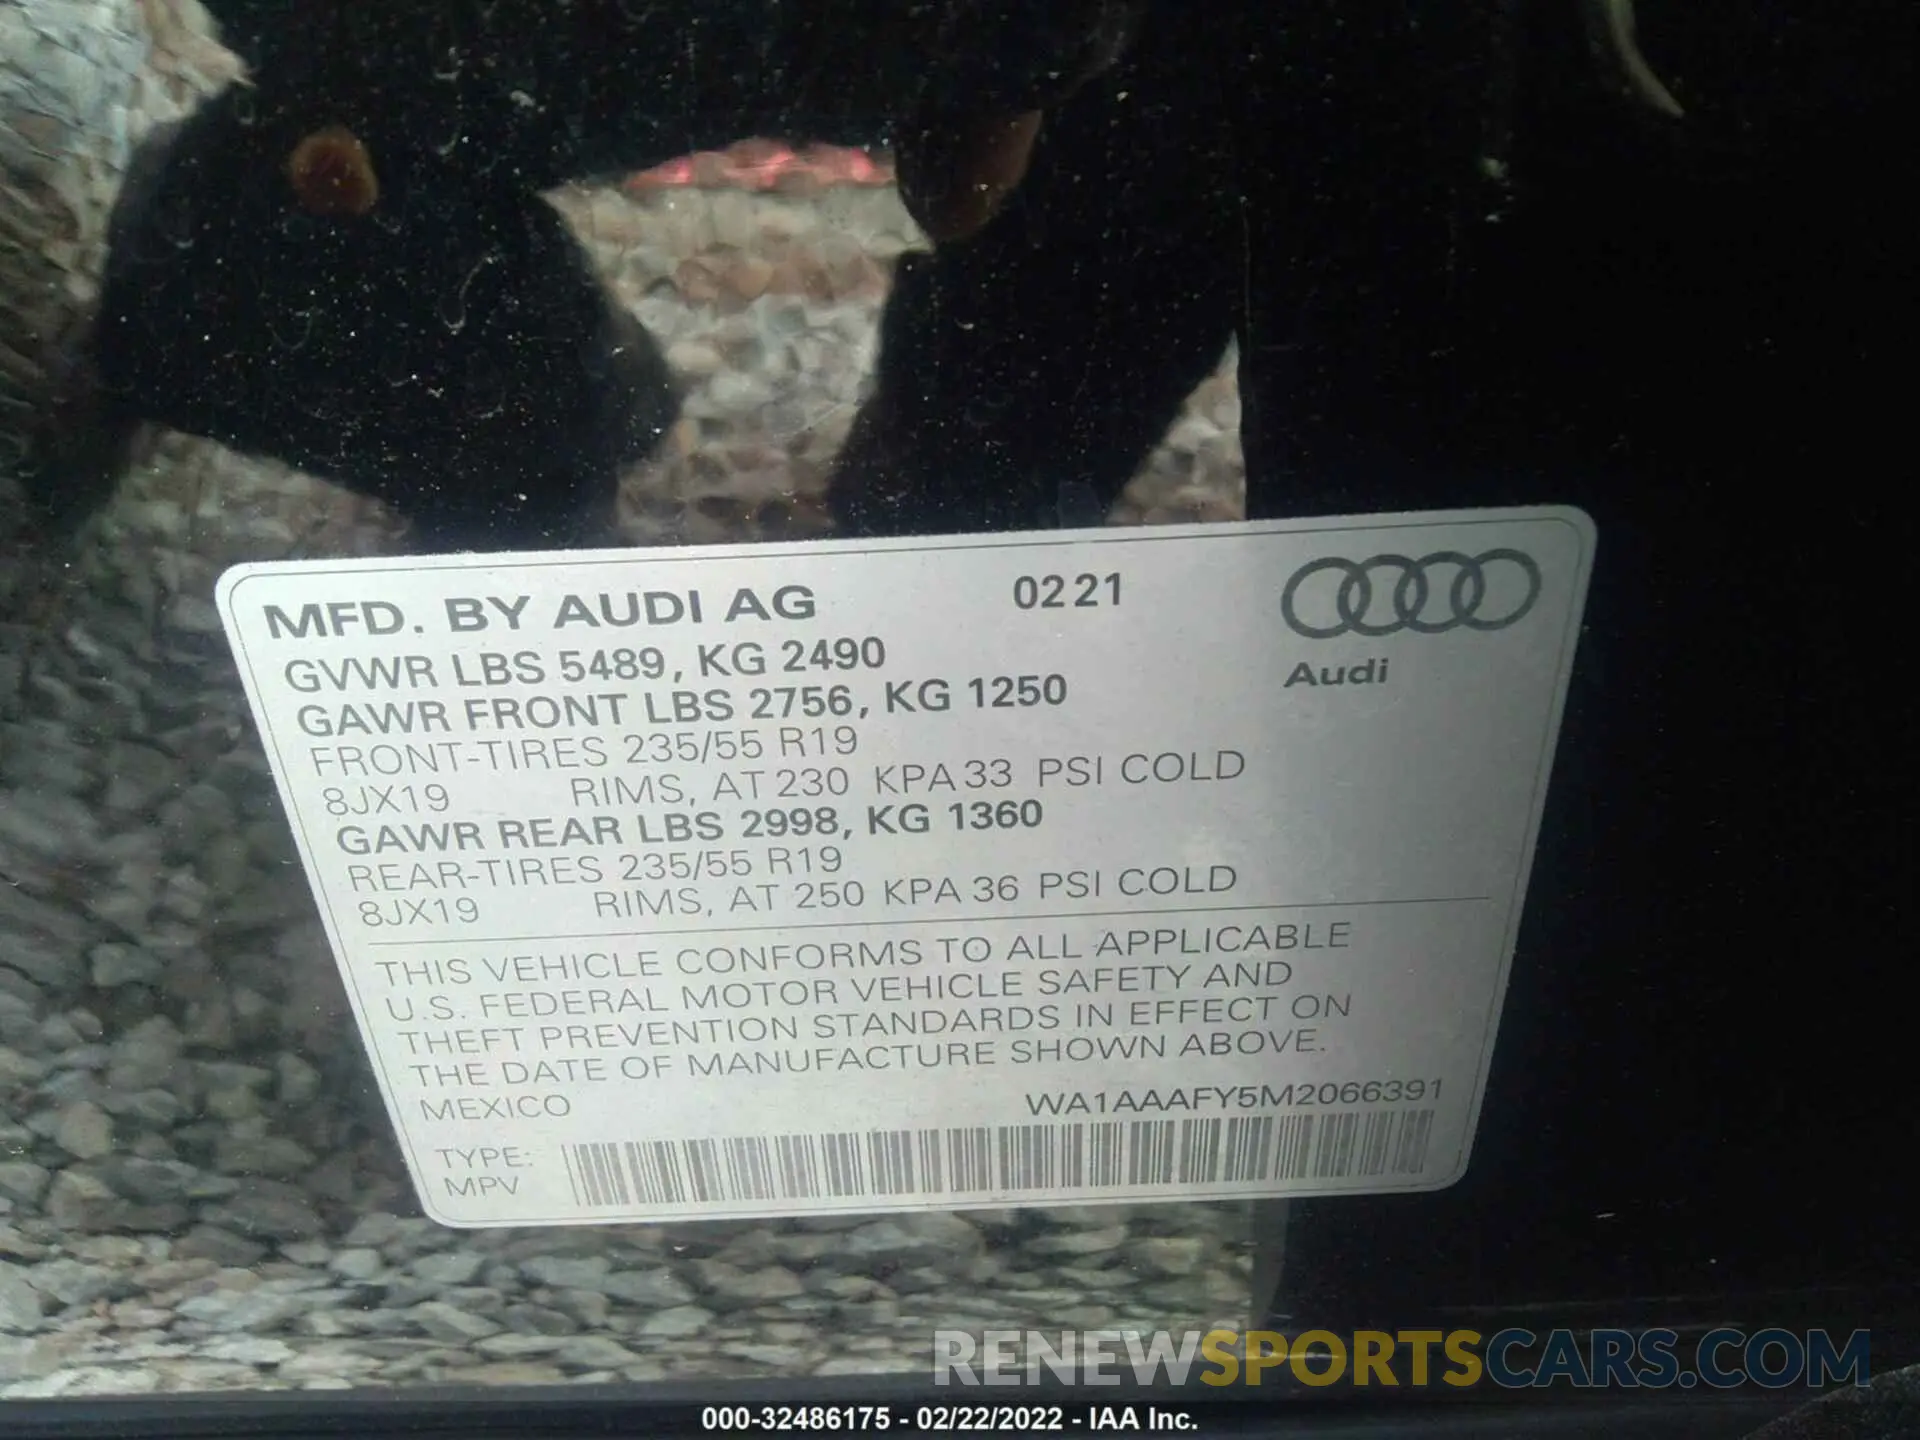 MFD. BY AUDI AG 02 21
GVWR LBS 5489, KG 2490
Audi
GAWR FRONT LBS 2756, KG 1250
FRONT-TIRES 235/55 R19
8JX19 RIMS, AT 230 KPA 33 PSI COLD
GAWR REAR LBS 2998, KG 1360
REAR-TIRES 235/55 R19
8JX19 RIMS, AT 250 KPA 36 PSI COLD
THIS VEHICLE CONFORMS TO ALL APPLICABLE
U.S. FEDERAL MOTOR VEHICLE SAFETY AND
THEFT PREVENTION STANDARDS IN EFFECT ON
THE DATE OF MANUFACTURE SHOWN ABOVE.
MEXICO WA1AAAFY5M2066391
TYPE:
MPV
RENEWSPORTSCARS.COM
000-32486175 - 02/22/2022 - IAA Inc.